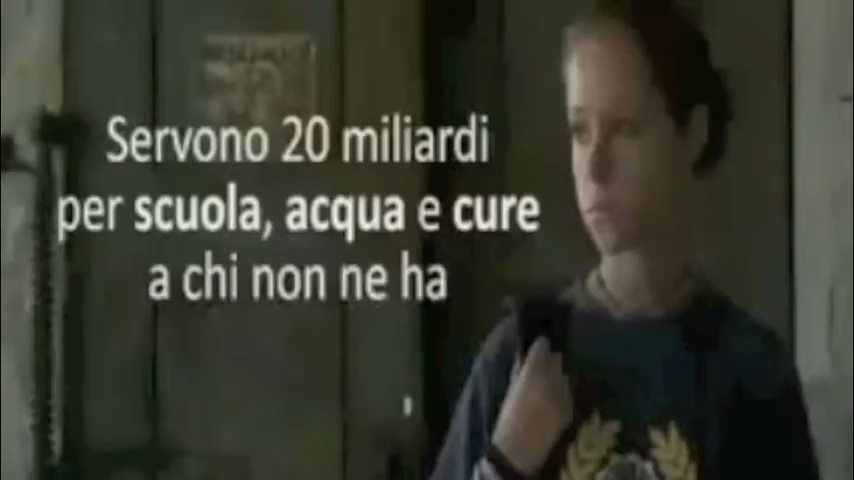 Servono 20 miliardi
per scuola, acqua e cure
a chi non ne ha